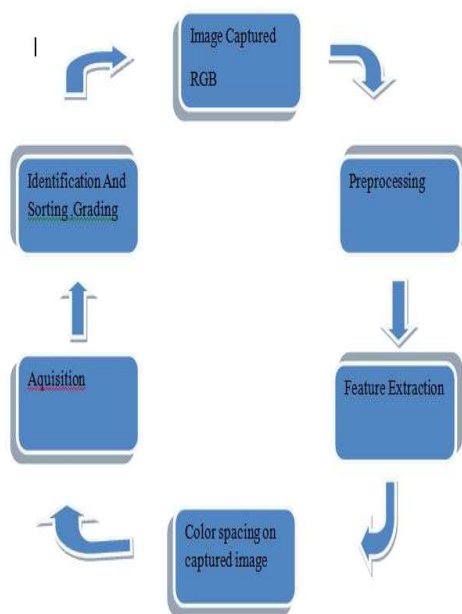 Image Captured
RGB
Preprocessing
Feature Extraction
Color spacing on
captured image
Aquisition
Identification And
Sorting ,Grading